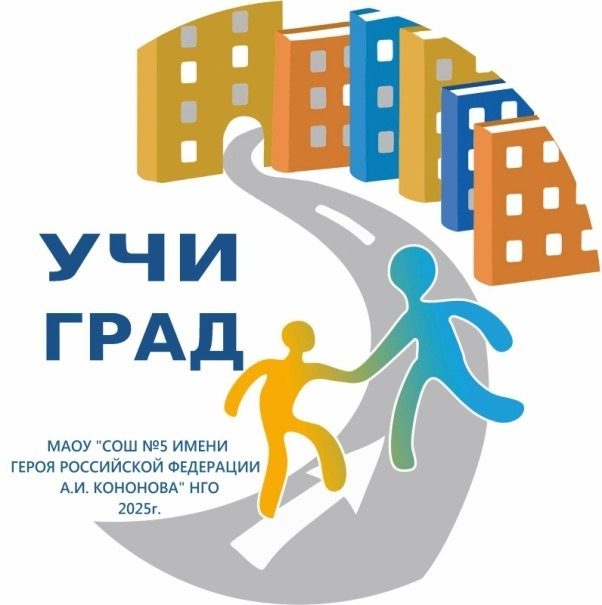 УЧИ
ГРАД
МАОУ "СОШ №5 ИМЕНИ
ГЕРОЯ РОССИЙСКОЙ ФЕДЕРАЦИИ
А.И. КОНОНОВА" НГО
2025г.